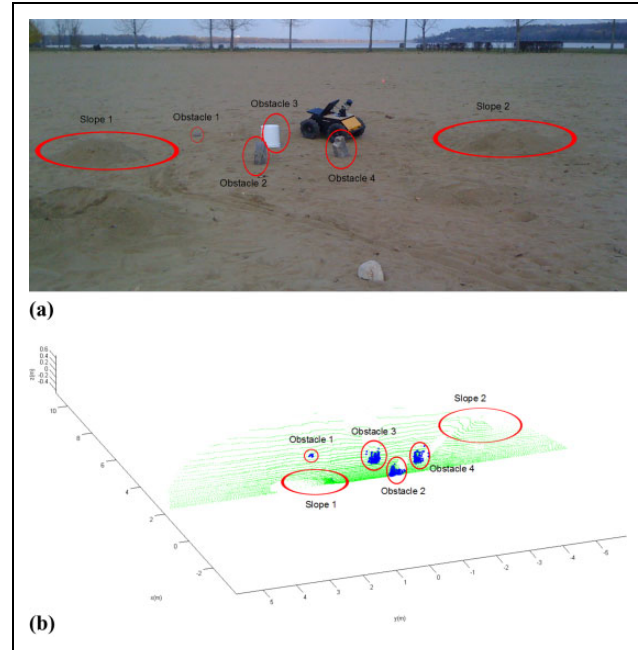 Slope 1
Obstacle 1
Obstacle 3
Slope 2
Obstacle 2
Obstacle 4
(a)
0.6
0.4
0.2
0
-0.2
-0.4
z(m)
10
8
6
4
2
0
-2
x(m)
Slope 2
Obstacle 1
Obstacle 3
Obstacle 4
Obstacle 2
Slope 1
5
4
3
2
1
0
-1
-2
-3
-4
-5
y(m)
(b)